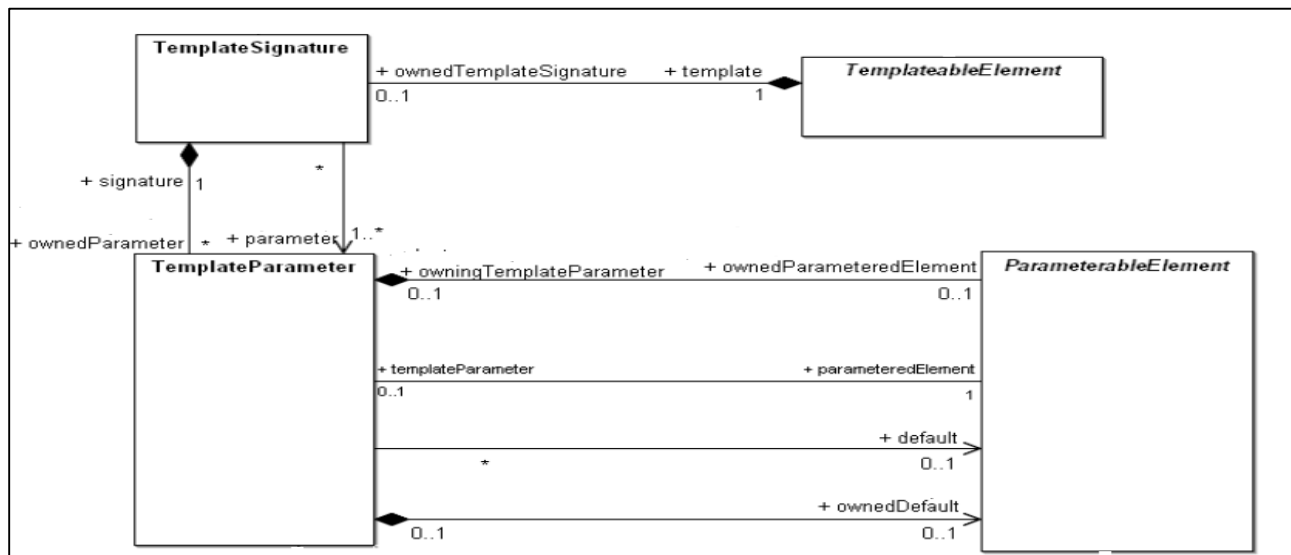 TemplateSignature
TemplateableElement
+ ownedTemplateSignature
+ template
0..1
1
+ signature
1
*
+ ownedParameter
*
+ parameter
1..*
TemplateParameter
ParameterableElement
+ owningTemplateParameter
+ ownedParameteredElement
0..1
0..1
+ templateParameter
+ parameteredElement
0..1
1
+ default
*
0..1
+ ownedDefault
0..1
0..1